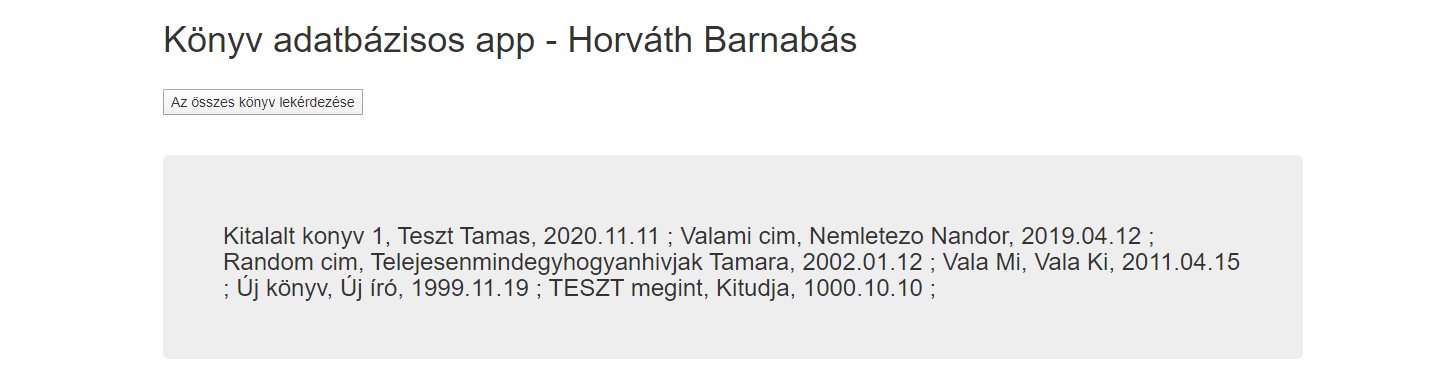 Könyv adatbázisos app - Horváth Barnabás
Az összes könyv lekérdezése
Kitalalt konyv 1, Teszt Tamas, 2020.11.11 ; Valami cim, Nemletezo Nandor, 2019.04.12 ;
Random cim, Telejesenmindegyhogyanhivjak Tamara, 2002.01.12 ; Vala Mi, Vala Ki, 2011.04.15
; Új könyv, Új író, 1999.11.19 ; TESZT megint, Kitudja, 1000.10.10 ;